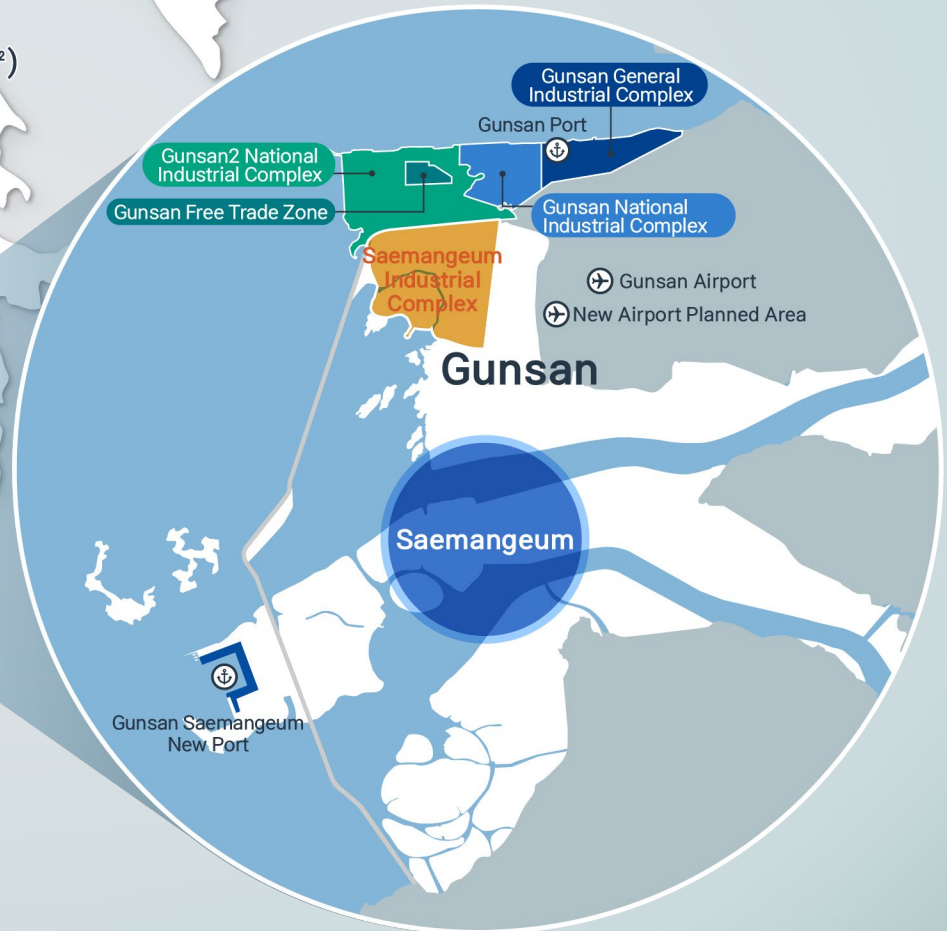 ²)
Gunsan General
Industrial Complex
Gunsan Port
Gunsan2 National
Industrial Complex
Gunsan Free Trade Zone
Gunsan National
Industrial Complex
Saemangeum
Industrial
Complex
Gunsan Airport
New Airport Planned Area
Gunsan
Saemangeum
Gunsan Saemangeum
New Port